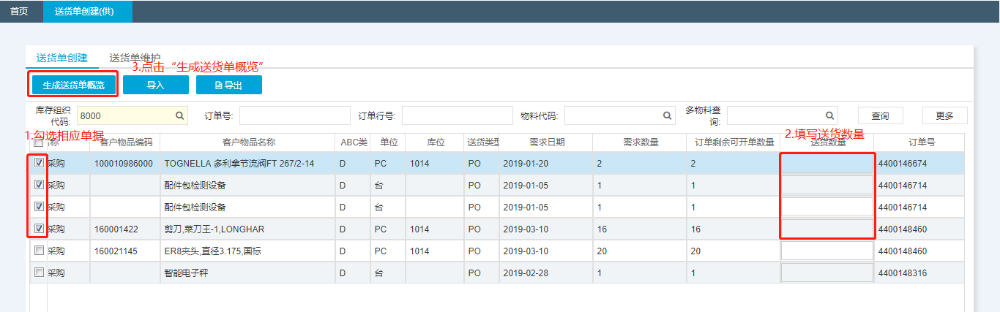 首页 送货单创建(供)
送货单创建 送货单维护
3.点击“生成送货单概览“
生成送货单概览 导入 导出
库存组织代码: 8000 订单号: 订单行号: 物料代码: 多物料查询: 查询 更多
1.勾选相应单据 2.填写送货数量
称 客户物品编码 客户物品名称 ABC类 单位 库位 送货类型 需求日期 需求数量 订单剩余可开单数量 送货数量 订单号
采购 100010986000 TOGNELLA 多利拿节流阀FT 267/2-14 D PC 1014 PO 2019-01-20 2 2 4400146674
采购 配件包检测设备 D 台 PO 2019-01-05 1 1 4400146714
采购 配件包检测设备 D 台 PO 2019-01-05 1 1 4400146714
采购 160001422 剪刀,菜刀王-1,LONGHAR D PC 1014 PO 2019-03-10 16 16 4400148460
采购 160021145 ER8夹头,直径3.175,国标 D PC 1014 PO 2019-03-10 20 20 4400148460
采购 智能电子秤 D 台 PO 2019-02-28 1 1 4400148316